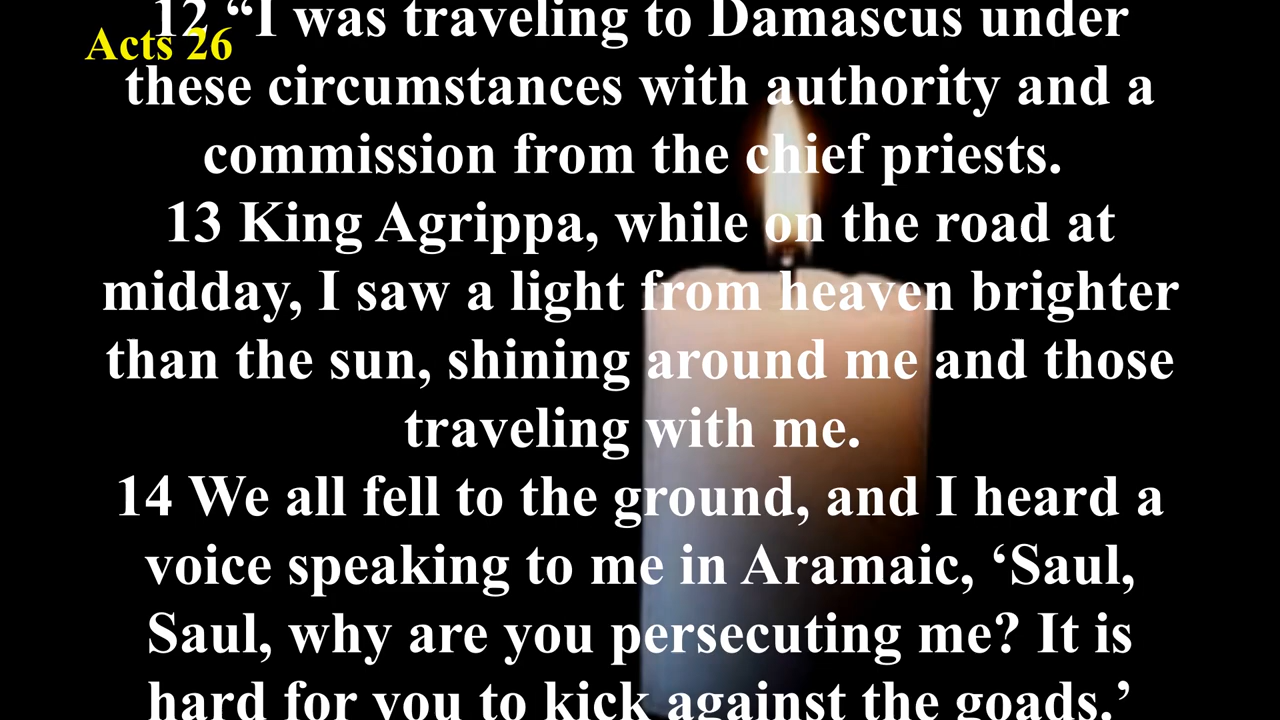 12 “I was traveling to Damascus under
Acts 26
these circumstances with authority and a
commission from the chief priests.
13 King Agrippa, while on the road at
midday, I saw a light from heaven brighter
than the sun, shining around me and those
traveling with me.
14 We all fell to the ground, and I heard a
voice speaking to me in Aramaic, ‘Saul,
Saul, why are you persecuting me? It is
hard for you to kick against the goads.’